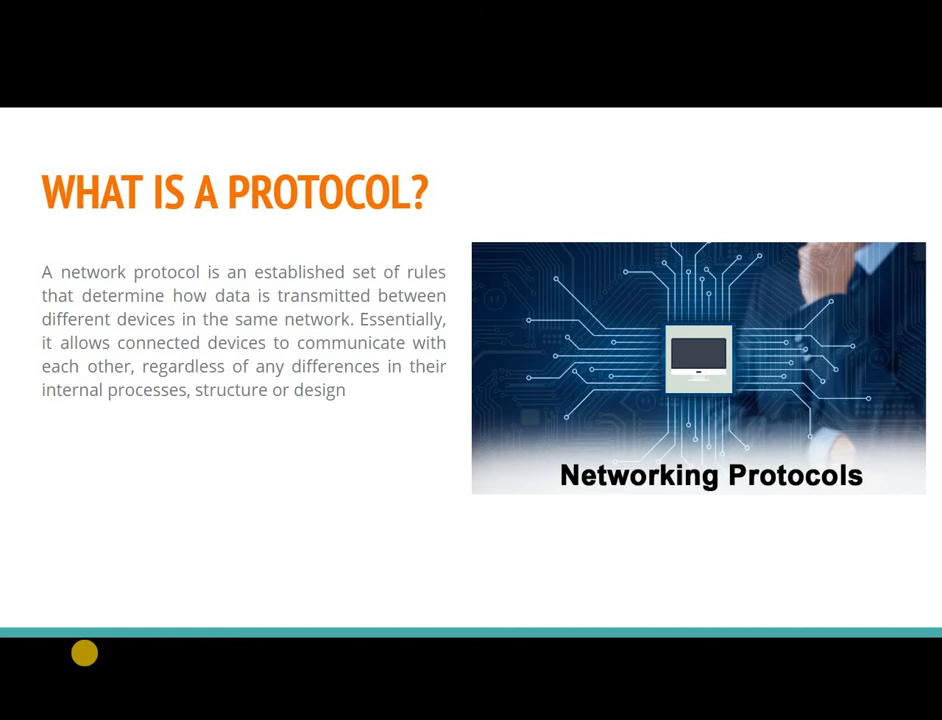 WHAT IS A PROTOCOL?
A network protocol is an established set of rules
that determine how data is transmitted between
different devices in the same network. Essentially,
it allows connected devices to communicate with
each other, regardless of any differences in their
internal processes, structure or design
Networking Protocols